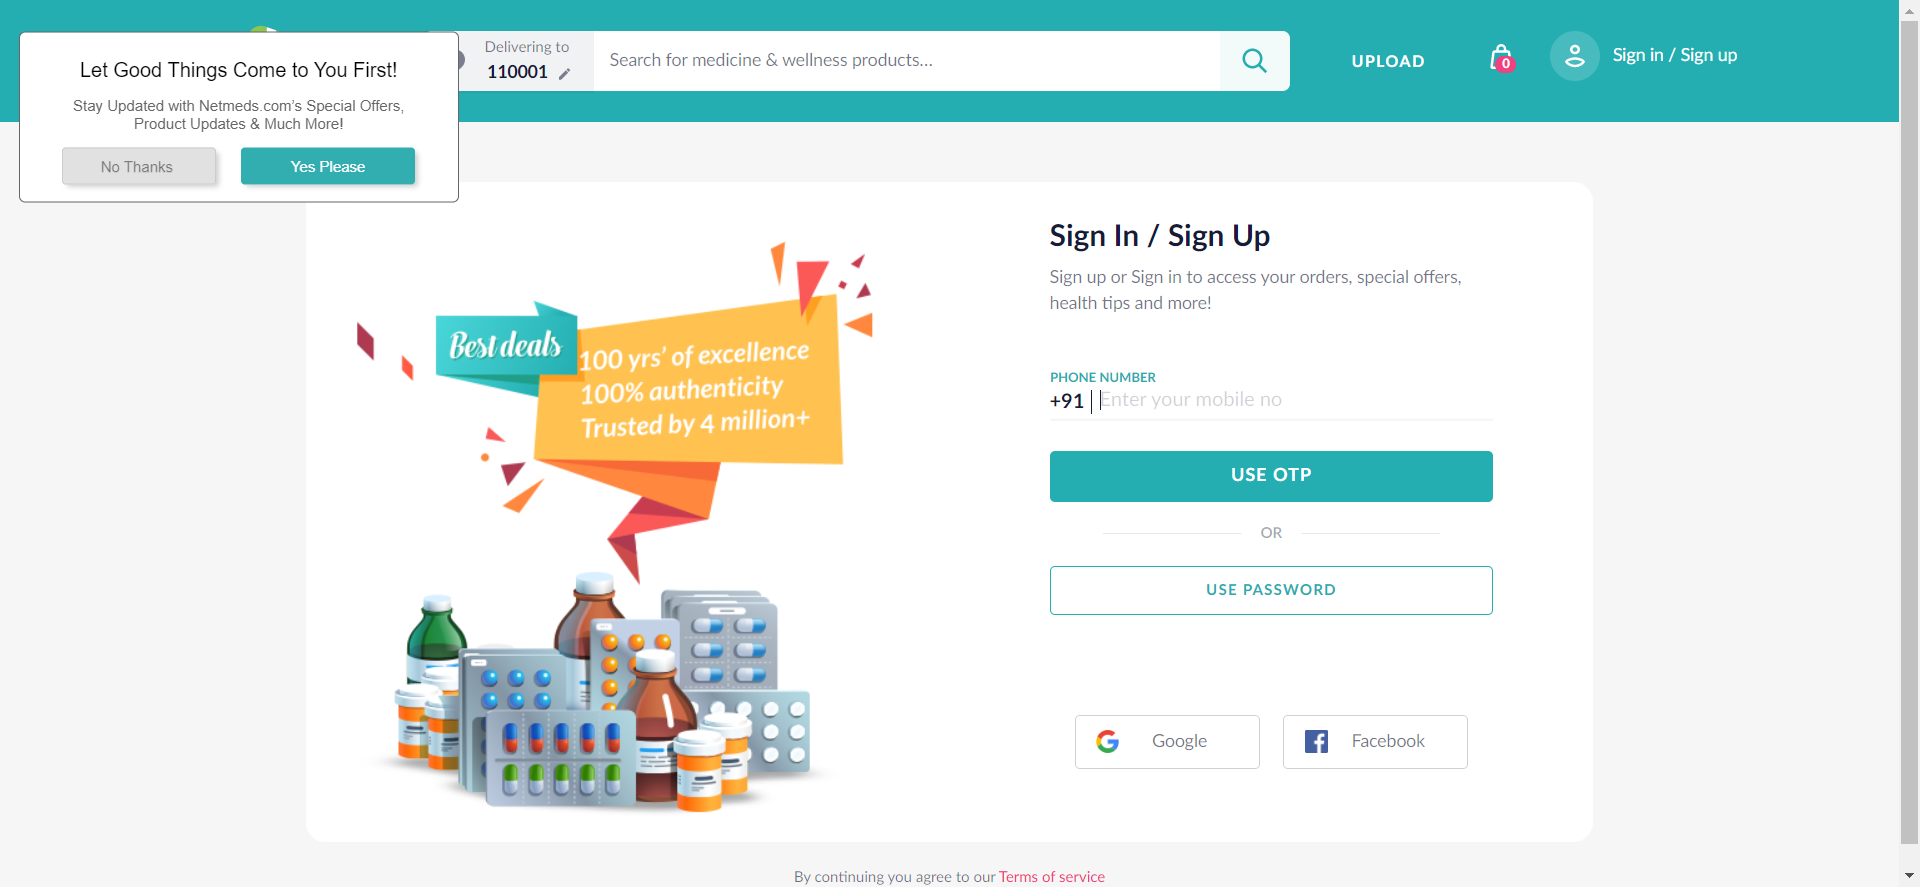 Let Good Things Come to You First!
Stay Updated with Netmeds.com's Special Offers,
Product Updates & Much More!
No Thanks
Yes Please
Delivering to
110001
Search for medicine & wellness products...
UPLOAD
0
Sign in / Sign up
Best deals
100 yrs' of excellence
100% authenticity
Trusted by 4 million+
Sign In / Sign Up
Sign up or Sign in to access your orders, special offers,
health tips and more!
PHONE NUMBER
+91
Enter your mobile no
USE OTP
OR
USE PASSWORD
Google
Facebook
By continuing you agree to our Terms of service